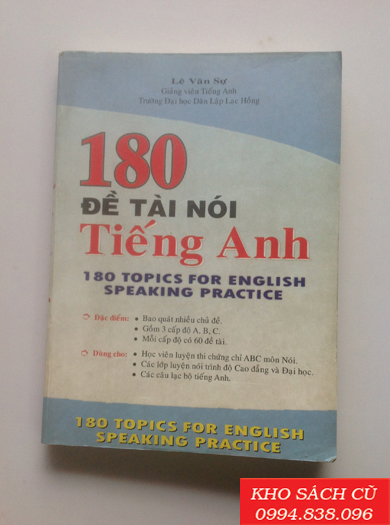 Lê Văn Sự
Giảng viên Tiếng Anh
Trường Đại học Dân Lập Lạc Hồng
180
ĐỀ TÀI NÓI
Tiếng Anh
180 TOPICS FOR ENGLISH
SPEAKING PRACTICE
Đặc điểm: • Bao quát nhiều chủ đề.
• Gồm 3 cấp độ A, B, C.
• Mỗi cấp độ có 60 đề tài.
Dùng cho: • Học viên luyện thi chứng chỉ ABC môn Nói.
• Các lớp luyện nói trình độ Cao đẳng và Đại học.
• Các câu lạc bộ tiếng Anh.
180 TOPICS FOR ENGLISH
SPEAKING PRACTICE
KHO SÁCH CŨ
0994.838.096